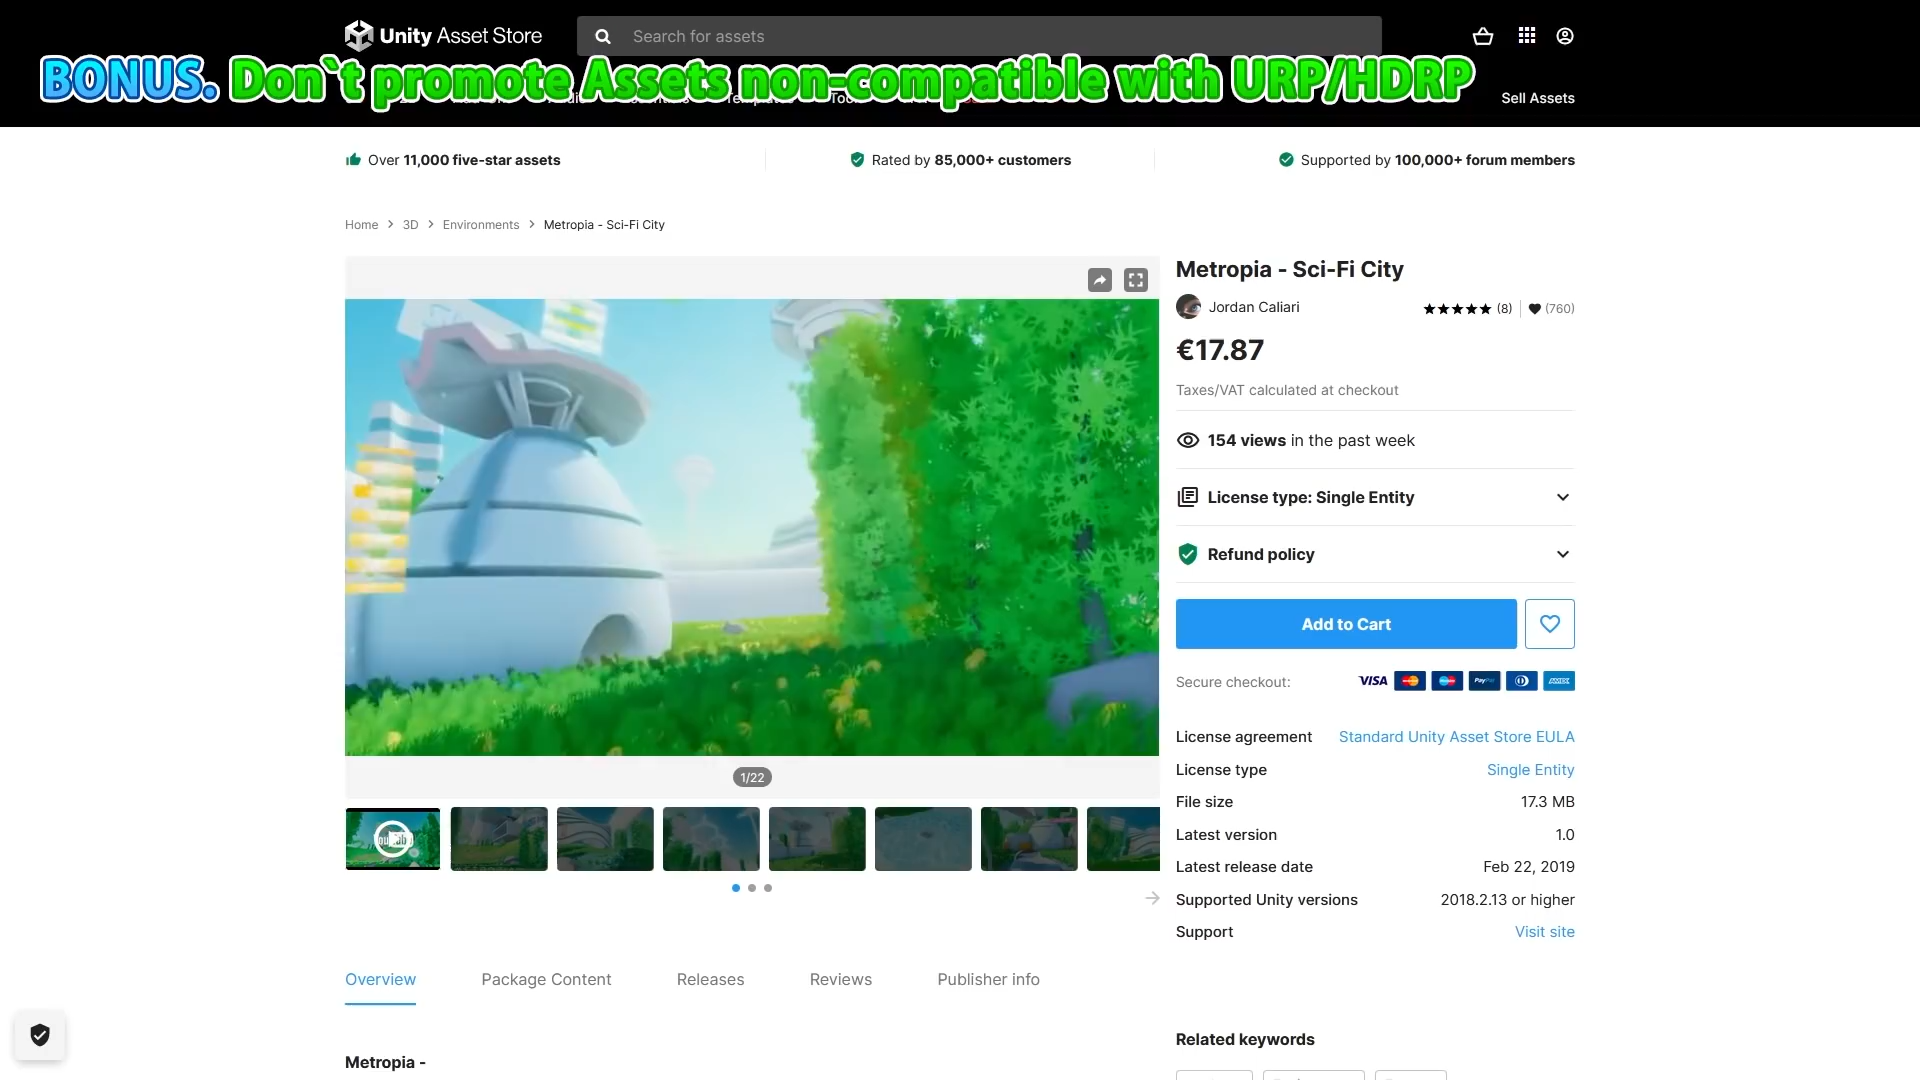 Unity Asset Store
Search for assets
BONUS. Don`t promote Assets non-compatible with URP/HDRP
Sell Assets
Over 11,000 five-star assets
Rated by 85,000+ customers
Supported by 100,000+ forum members
Home > 3D > Environments > Metropia - Sci-Fi City
Metropia - Sci-Fi City
Jordan Caliari
★★★★★ (8)
(760)
€17.87
Taxes/VAT calculated at checkout
154 views in the past week
License type: Single Entity
Refund policy
Add to Cart
Secure checkout:
VISA
PayPal
AMEX
License agreement
Standard Unity Asset Store EULA
License type
Single Entity
File size
17.3 MB
Latest version
1.0
Latest release date
Feb 22, 2019
Supported Unity versions
2018.2.13 or higher
Support
Visit site
1/22
Overview
Package Content
Releases
Reviews
Publisher info
Metropia -
Related keywords